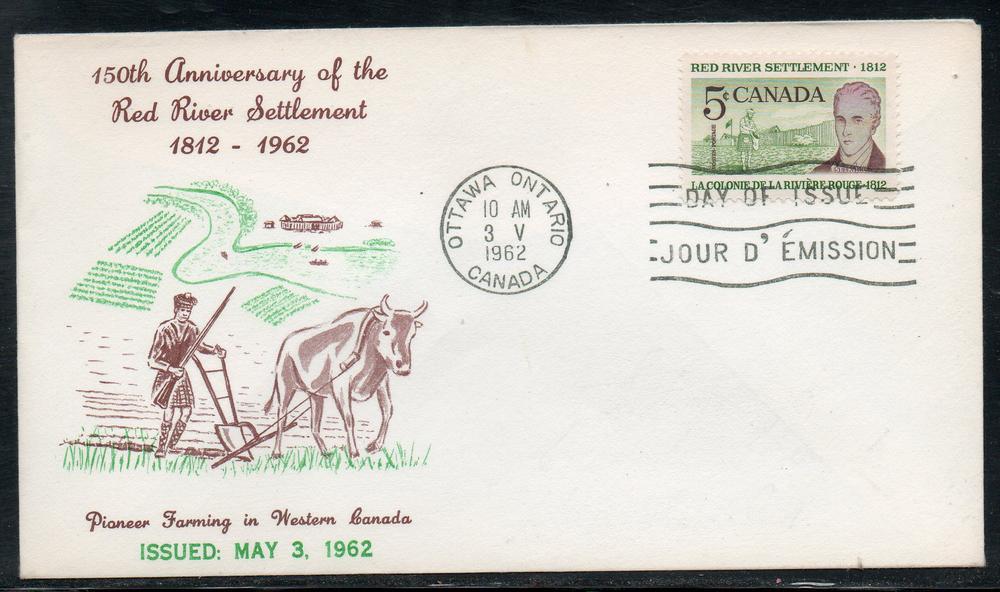 150th Anniversary of the
Red River Settlement
1812 - 1962
Pioneer Farming in Western Canada
ISSUED: MAY 3, 1962
OTTAWA ONTARIO
10 AM
3 V
1962
CANADA
RED RIVER SETTLEMENT · 1812
5¢ CANADA
SELKIRK
LA COLONIE DE LA RIVIÈRE ROUGE·1812
DAY OF ISSUE
JOUR D' ÉMISSION